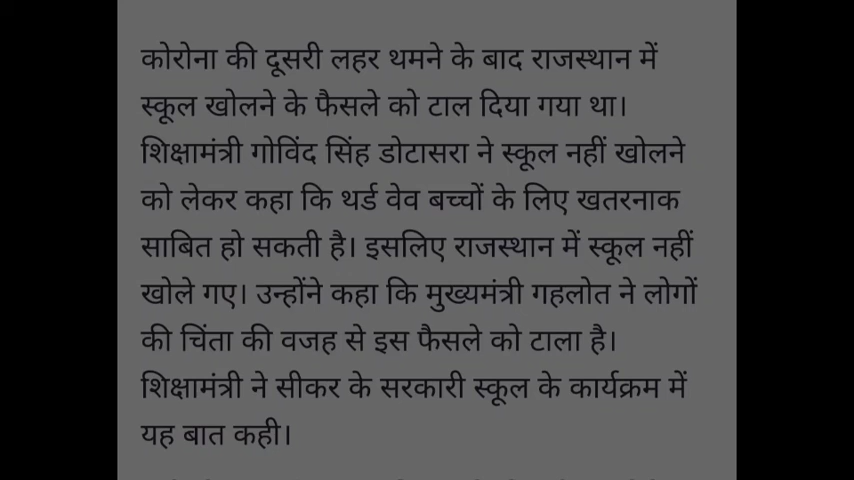 कोरोना की दूसरी लहर थमने के बाद राजस्थान में
स्कूल खोलने के फैसले को टाल दिया गया था।
शिक्षामंत्री गोविंद सिंह डोटासरा ने स्कूल नहीं खोलने
को लेकर कहा कि थर्ड वेव बच्चों के लिए खतरनाक
साबित हो सकती है। इसलिए राजस्थान में स्कूल नहीं
खोले गए। उन्होंने कहा कि मुख्यमंत्री गहलोत ने लोगों
की चिंता की वजह से इस फैसले को टाला है।
शिक्षामंत्री ने सीकर के सरकारी स्कूल के कार्यक्रम में
यह बात कही।